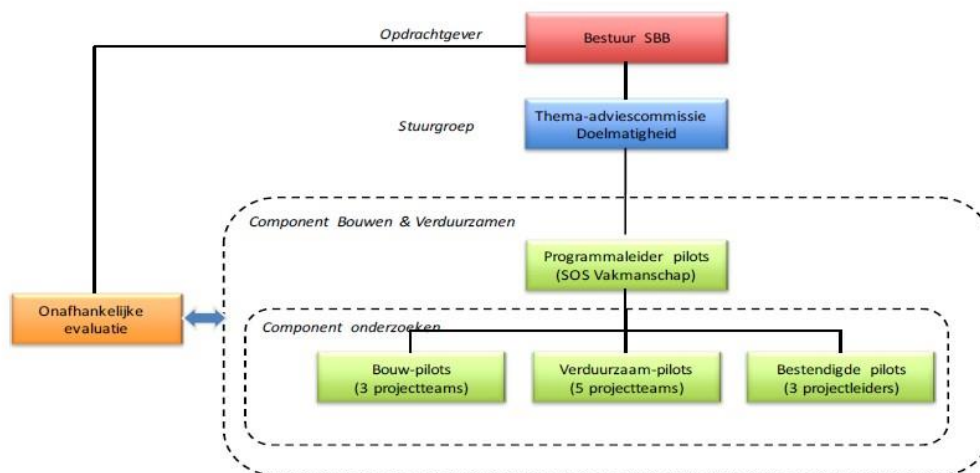 Opdrachtgever
Bestuur SBB
Stuurgroep
Thema-adviescommissie
Doelmatigheid
Component Bouwen & Verduurzamen
Programmaleider pilots
(SOS Vakmanschap)
Onafhankelijke
evaluatie
Component onderzoeken
Bouw-pilots
(3 projectteams)
Verduurzaam-pilots
(5 projectteams)
Bestendigde pilots
(3 projectleiders)